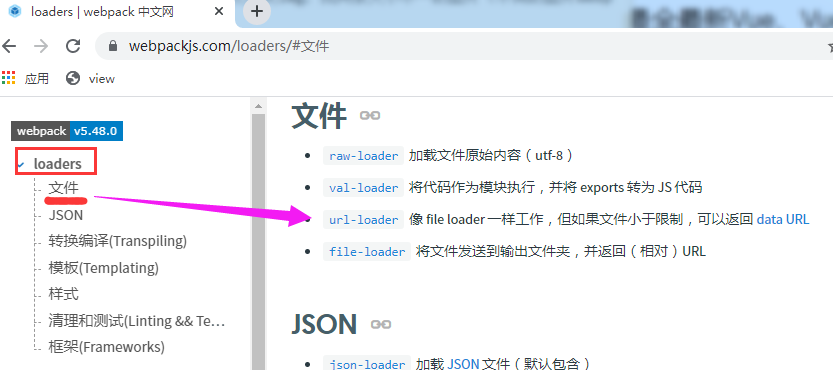 loaders | webpack 中文网
webpackjs.com/loaders/#文件
应用
view
webpack v5.48.0
loaders
文件
JSON
转换编译(Transpiling)
模板(Templating)
样式
清理和测试(Linting && Te…
框架(Frameworks)
文件
raw-loader 加载文件原始内容（utf-8）
val-loader 将代码作为模块执行，并将 exports 转为 JS 代码
url-loader 像 file loader 一样工作，但如果文件小于限制，可以返回 data URL
file-loader 将文件发送到输出文件夹，并返回（相对）URL
JSON
json-loader 加载 JSON 文件（默认包含）